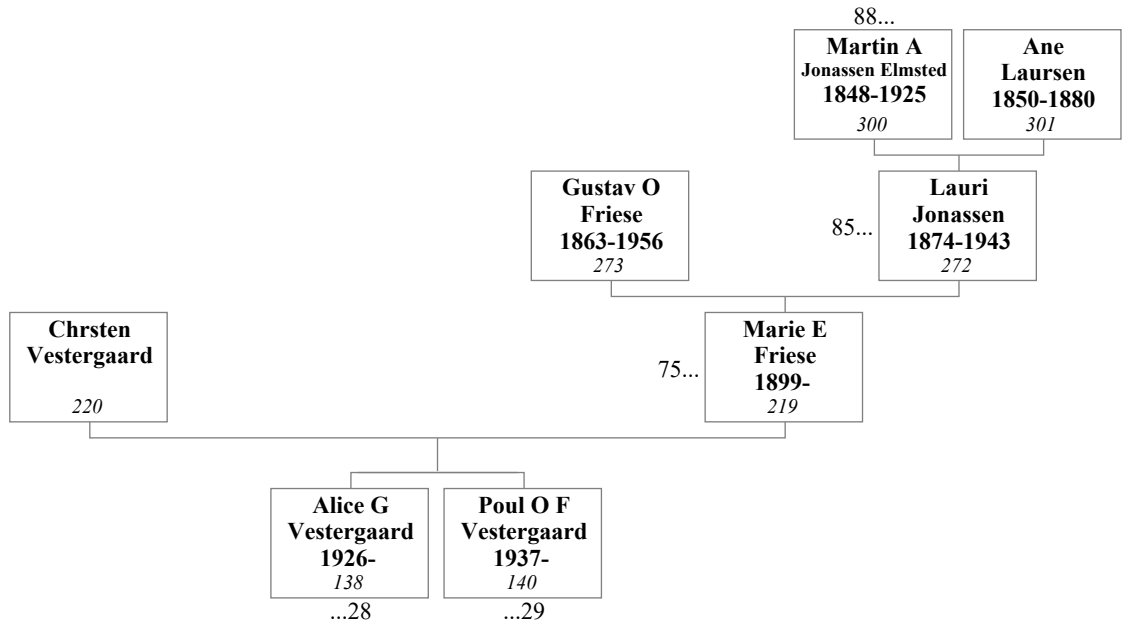 88...
Martin A
Jonassen Elmsted
1848-1925
300
Ane
Laursen
1850-1880
301
Gustav O
Friese
1863-1956
273
85...
Lauri
Jonassen
1874-1943
272
Chrsten
Vestergaard
220
75...
Marie E
Friese
1899-
219
Alice G
Vestergaard
1926-
138
...28
Poul O F
Vestergaard
1937-
140
...29